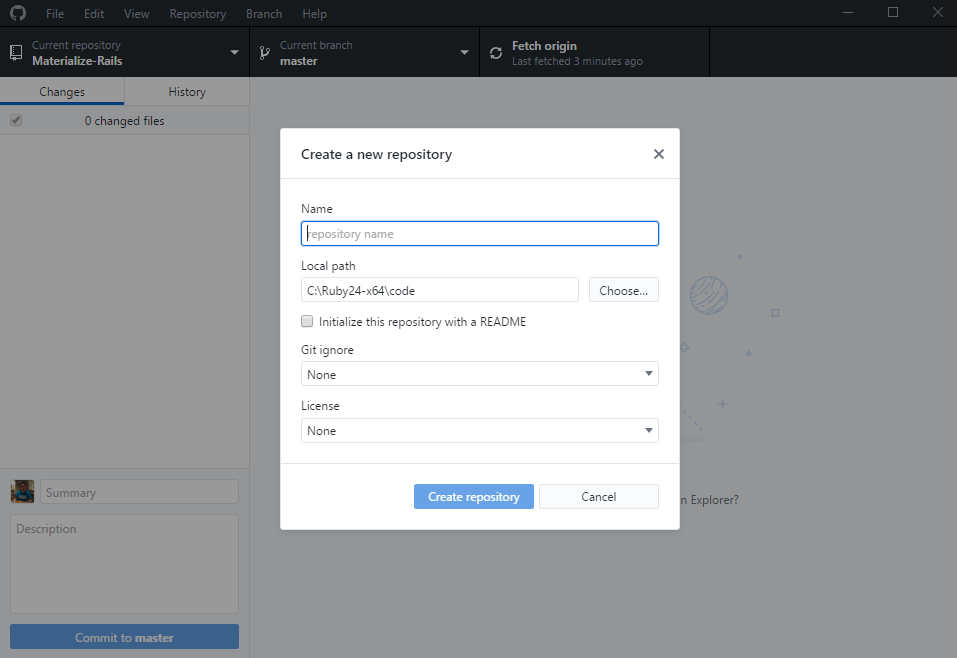 File Edit View Repository Branch Help
Current repository
Materialize-Rails
Current branch
master
Fetch origin
Last fetched 3 minutes ago
Changes History
0 changed files
Create a new repository
Name
repository name
Local path
C:\Ruby24-x64\code
Choose...
Initialize this repository with a README
Git ignore
None
License
None
Create repository Cancel
n Explorer?
Summary
Description
Commit to master